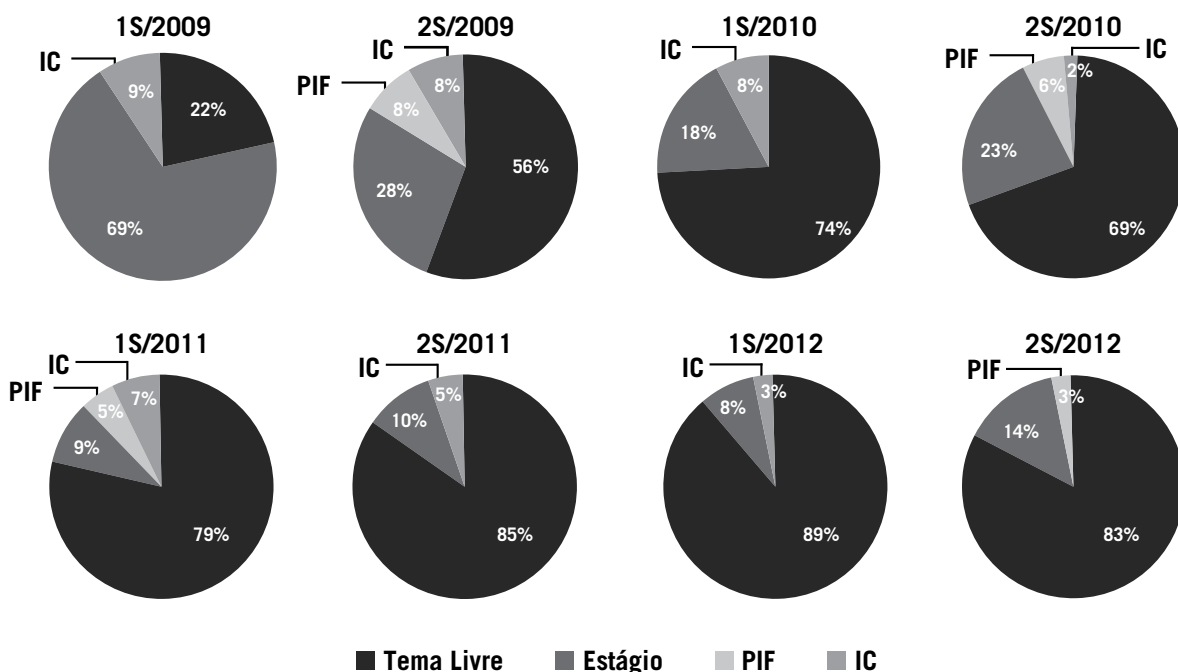 1S/2009
IC
9%
22%
69%
2S/2009
IC
PIF
8%
8%
28%
56%
1S/2010
IC
8%
18%
74%
2S/2010
PIF
IC
6%
2%
23%
69%
1S/2011
IC
PIF
7%
5%
9%
79%
2S/2011
IC
5%
10%
85%
1S/2012
IC
3%
8%
89%
2S/2012
PIF
3%
14%
83%
Tema Livre Estágio PIF IC